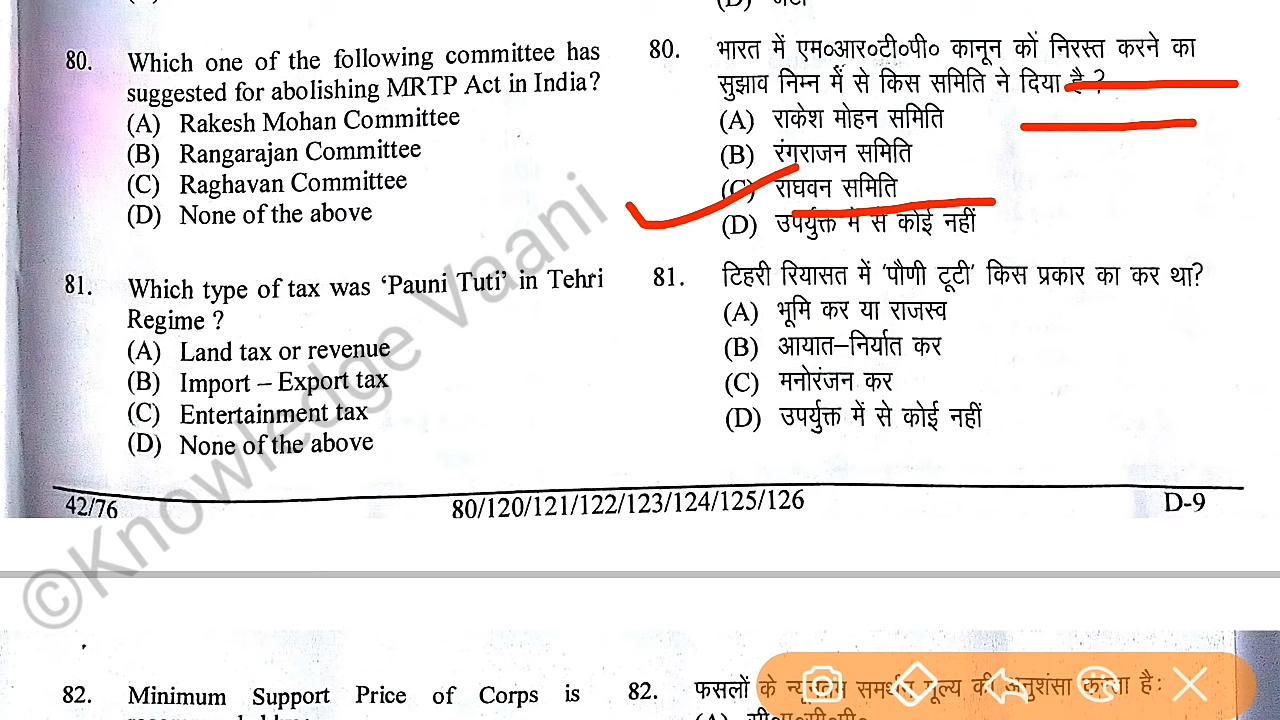 80. Which one of the following committee has
suggested for abolishing MRTP Act in India?
(A) Rakesh Mohan Committee
(B) Rangarajan Committee
(C) Raghavan Committee
(D) None of the above
81. Which type of tax was ‘Pauni Tuti’ in Tehri
Regime ?
(A) Land tax or revenue
(B) Import – Export tax
(C) Entertainment tax
(D) None of the above
80. भारत में एम०आर०टी०पी० कानून कों निरस्त करने का
सुझाव निम्न में से किस समिति ने दिया है ?
(A) राकेश मोहन समिति
(B) रंगराजन समिति
(C) राघवन समिति
(D) उपर्युक्त में से कोई नहीं
81. टिहरी रियासत में ‘पौणी टूटी’ किस प्रकार का कर था?
(A) भूमि कर या राजस्व
(B) आयात–निर्यात कर
(C) मनोरंजन कर
(D) उपर्युक्त में से कोई नहीं
42/76 80/120/121/122/123/124/125/126 D-9
©Knowledge Vaani
82. Minimum Support Price of Corps is
82. फसलों के न्यूनतम समर्थन मूल्य की अनुशंसा करता है: